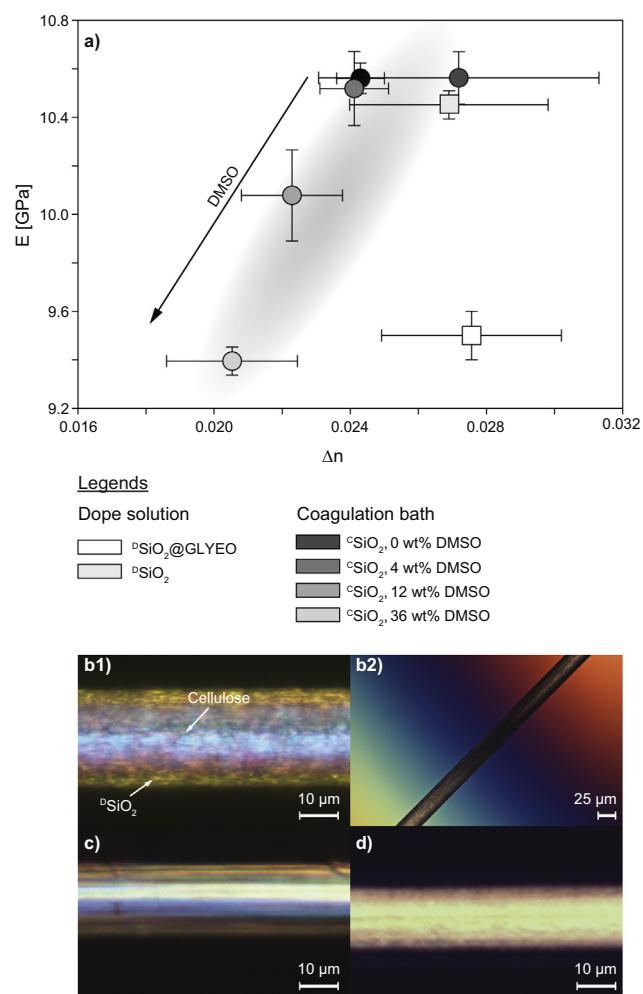 a)
10.8
10.4
10.0
9.6
9.2
E [GPa]
DMSO
0.016
0.020
0.024
0.028
0.032
Δn
Legends
Dope solution
ᴰSiO₂@GLYEO
ᴰSiO₂
Coagulation bath
ᶜSiO₂, 0 wt% DMSO
ᶜSiO₂, 4 wt% DMSO
ᶜSiO₂, 12 wt% DMSO
ᶜSiO₂, 36 wt% DMSO
b1)
Cellulose
ᴰSiO₂
10 µm
b2)
25 µm
c)
10 µm
d)
10 µm